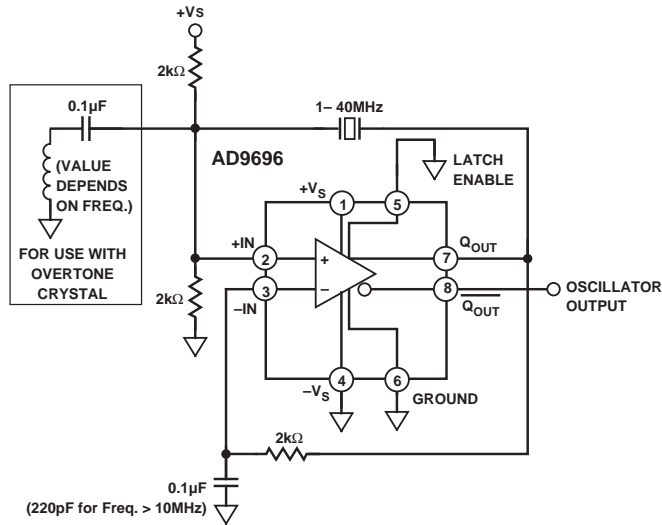 +VS
2kΩ
0.1µF
1– 40MHz
(VALUE
DEPENDS
ON FREQ.)
FOR USE WITH
OVERTONE
CRYSTAL
AD9696
LATCH
ENABLE
+VS
1
5
+IN
2
+
7
QOUT
2kΩ
3
–IN
–
8
QOUT
OSCILLATOR
OUTPUT
4
–VS
6
GROUND
2kΩ
0.1µF
(220pF for Freq. > 10MHz)